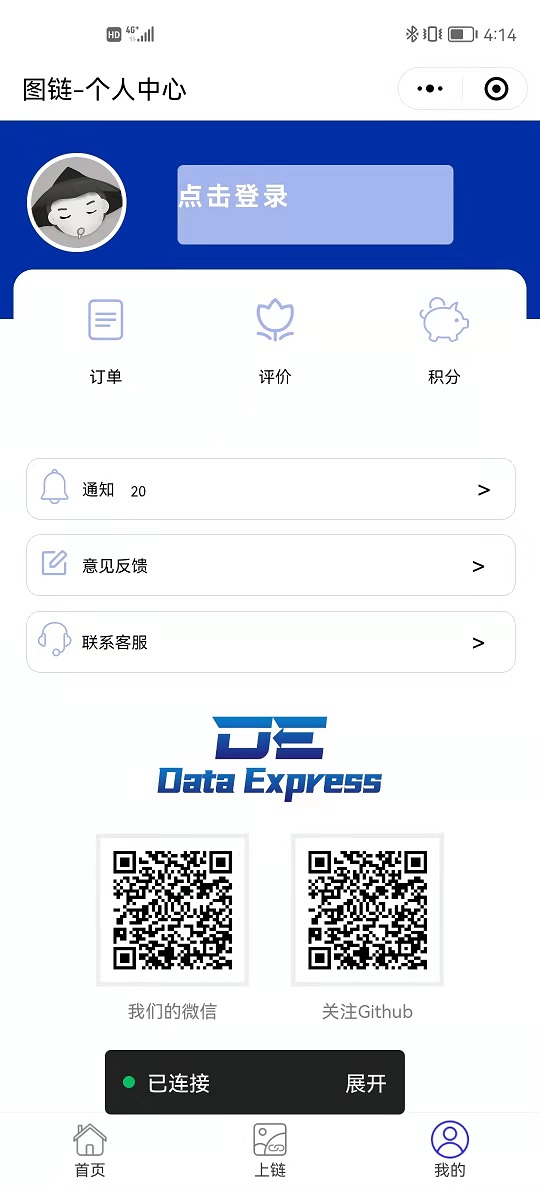 HD 4G+ 4:14
图链-个人中心
点击登录
订单 评价 积分
通知 20 >
意见反馈 >
联系客服 >
DE
Data Express
我们的微信 关注Github
已连接 展开
首页 上链 我的